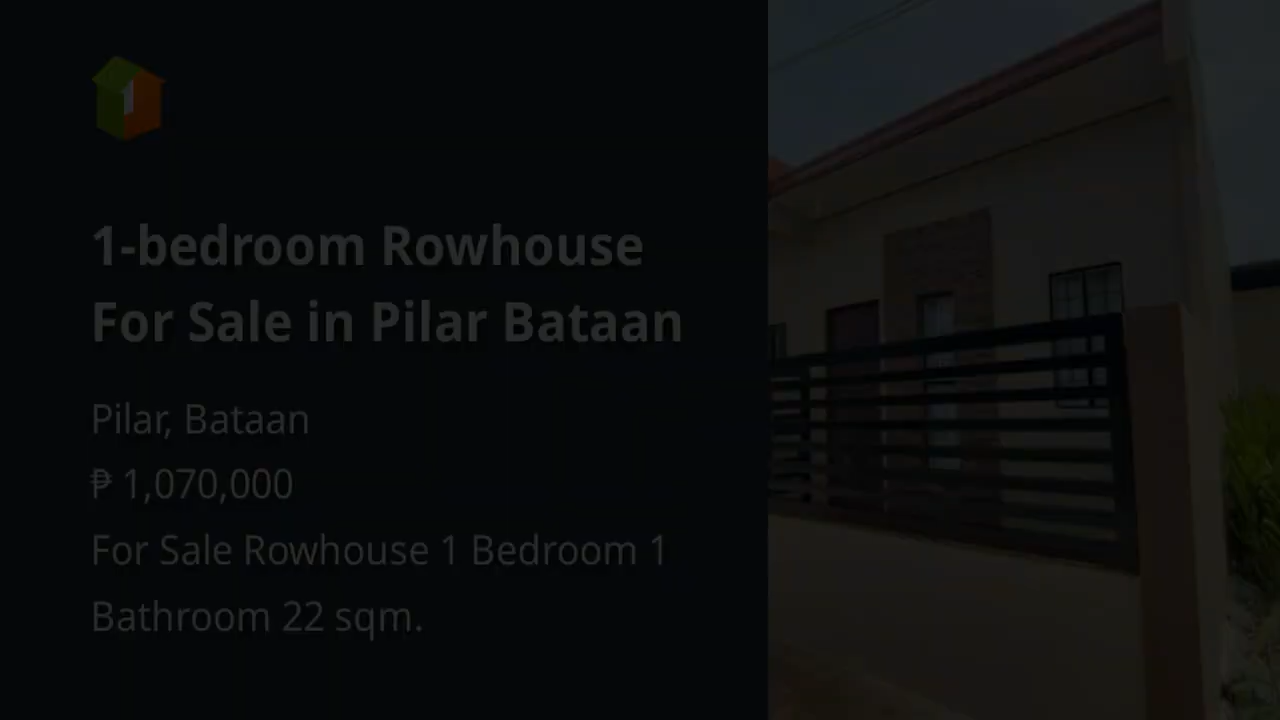 1-bedroom Rowhouse
For Sale in Pilar Bataan
Pilar, Bataan
₱ 1,070,000
For Sale Rowhouse 1 Bedroom 1
Bathroom 22 sqm.